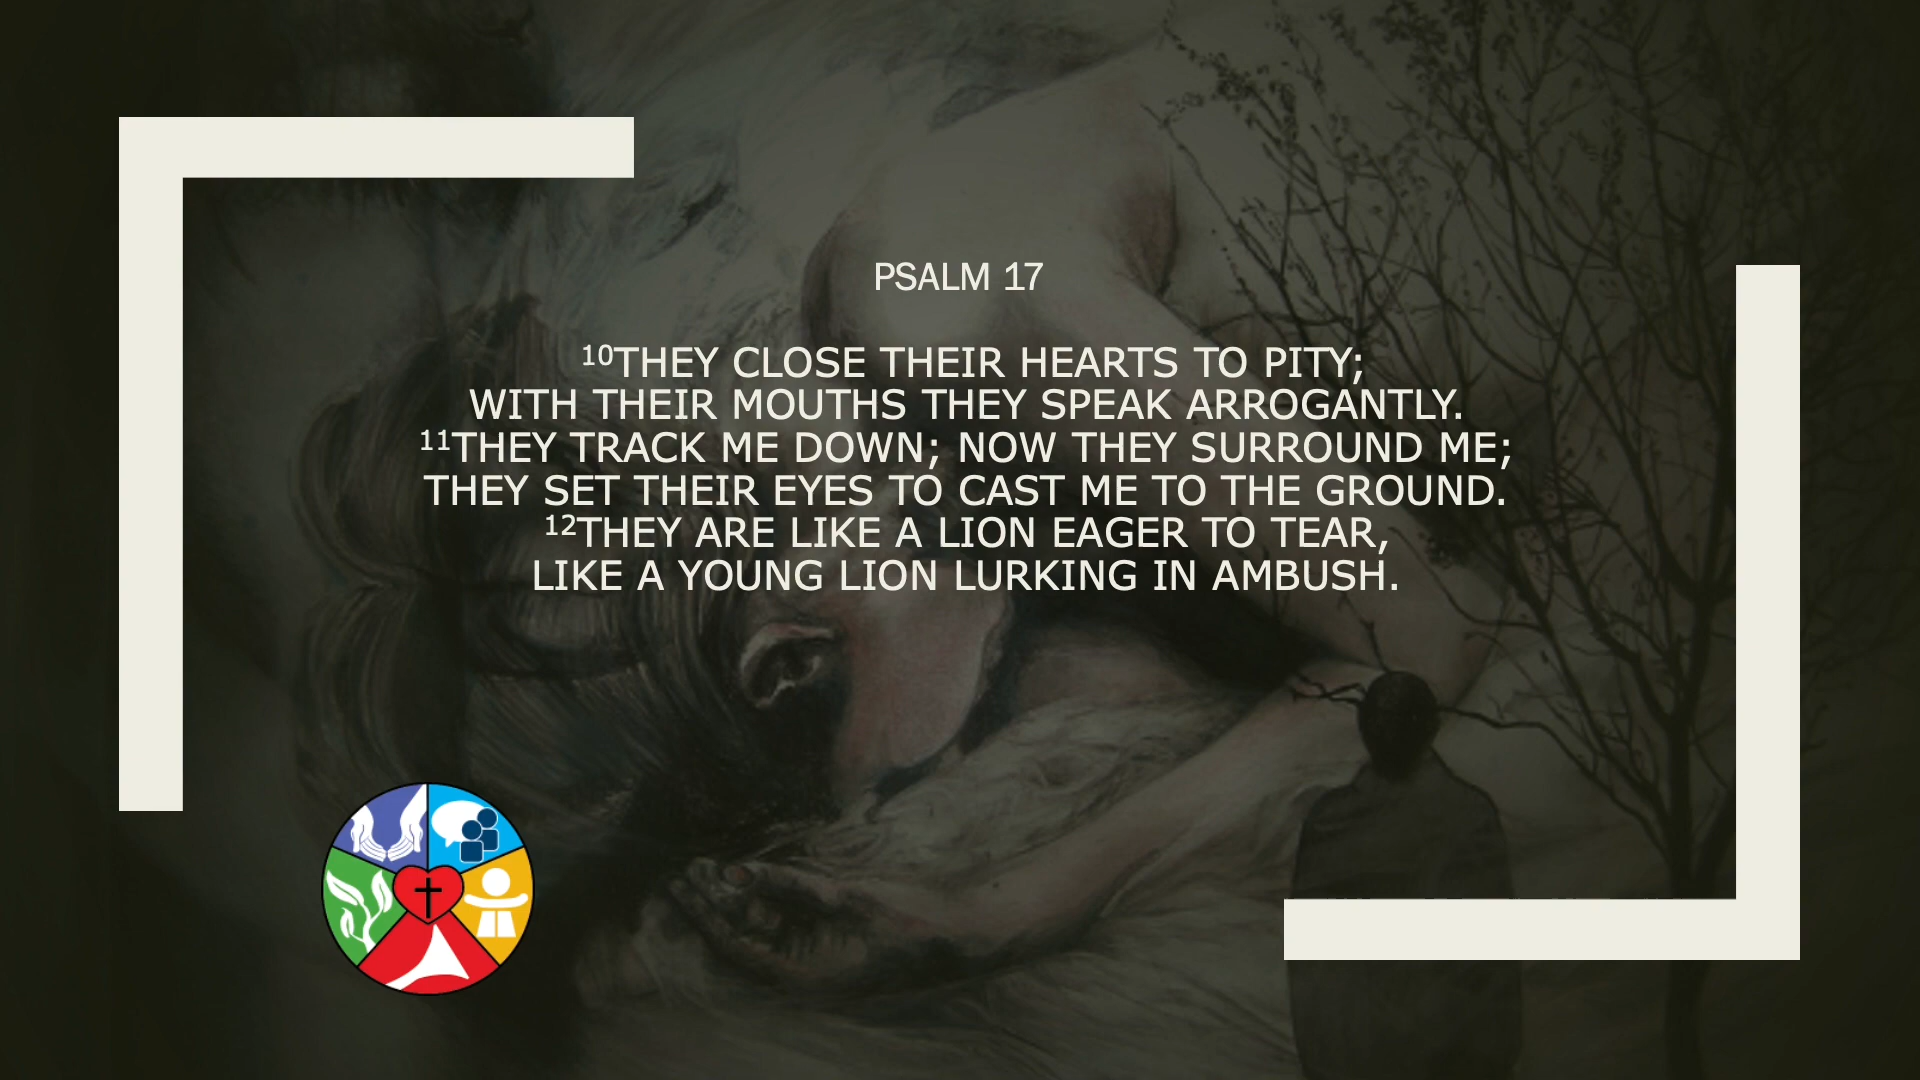 PSALM 17
¹⁰THEY CLOSE THEIR HEARTS TO PITY;
WITH THEIR MOUTHS THEY SPEAK ARROGANTLY.
¹¹THEY TRACK ME DOWN; NOW THEY SURROUND ME;
THEY SET THEIR EYES TO CAST ME TO THE GROUND.
¹²THEY ARE LIKE A LION EAGER TO TEAR,
LIKE A YOUNG LION LURKING IN AMBUSH.